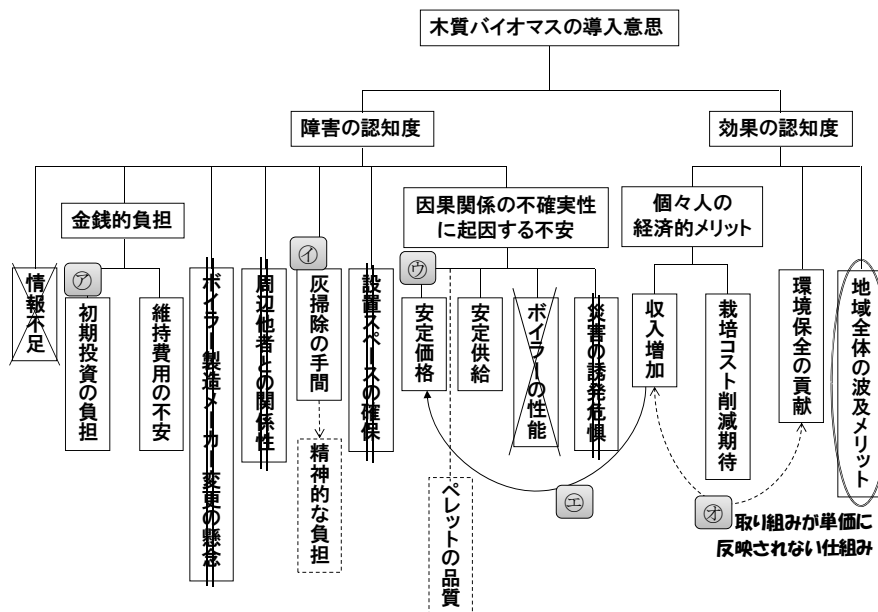 木質バイオマスの導入意思
障害の認知度
効果の認知度
金銭的負担
因果関係の不確実性
に起因する不安
個々人の
経済的メリット
情報不足
㋐
初期投資の負担
維持費用の不安
ボイラー製造メーカー変更の懸念
周辺他者との関係性
㋑
灰掃除の手間
精神的な負担
設置スペースの確保
㋒
安定価格
ペレットの品質
安定供給
ボイラーの性能
災害の誘発危惧
㋓
収入増加
栽培コスト削減期待
環境保全の貢献
地域全体の波及メリット
㋔
取り組みが単価に
反映されない仕組み